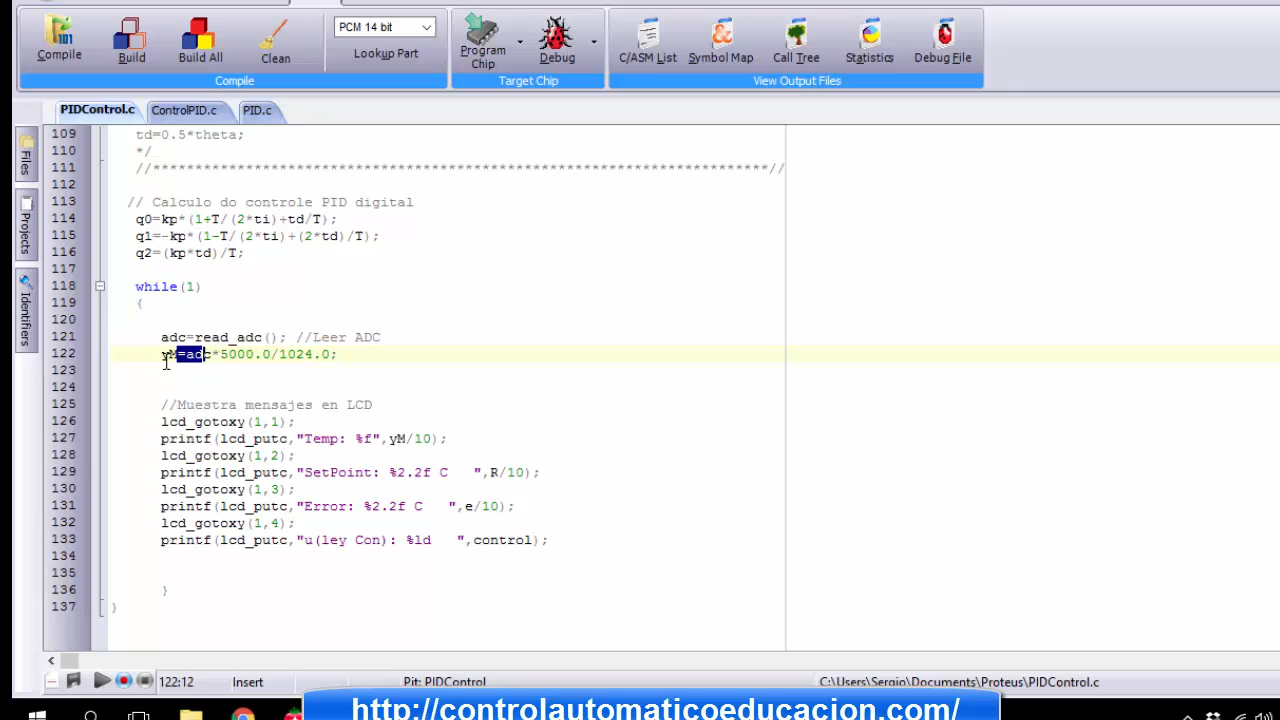 PCM 14 bit
Compile
Build
Build All
Clean
Lookup Part
Program Chip
Debug
C/ASM List
Symbol Map
Call Tree
Statistics
Debug File
Compile
Target Chip
View Output Files
PIDControl.c
ControlPID.c
PID.c
Files
Projects
Identifiers
109 td=0.5*theta;
110 */
111 //*************************************************************************//
112
113 // Calculo do controle PID digital
114 q0=kp*(1+T/(2*ti)+td/T);
115 q1=-kp*(1-T/(2*ti)+(2*td)/T);
116 q2=(kp*td)/T;
117
118 while(1)
119 {
120
121 adc=read_adc(); //Leer ADC
122 yM=adc*5000.0/1024.0;
123
124
125 //Muestra mensajes en LCD
126 lcd_gotoxy(1,1);
127 printf(lcd_putc,"Temp: %f",yM/10);
128 lcd_gotoxy(1,2);
129 printf(lcd_putc,"SetPoint: %2.2f C   ",R/10);
130 lcd_gotoxy(1,3);
131 printf(lcd_putc,"Error: %2.2f C   ",e/10);
132 lcd_gotoxy(1,4);
133 printf(lcd_putc,"u(ley Con): %ld   ",control);
134
135
136 }
137 }
122:12 Insert Pjt: PIDControl C:\Users\Sergio\Documents\Proteus\PIDControl.c
http://controlautomaticoeducacion.com/